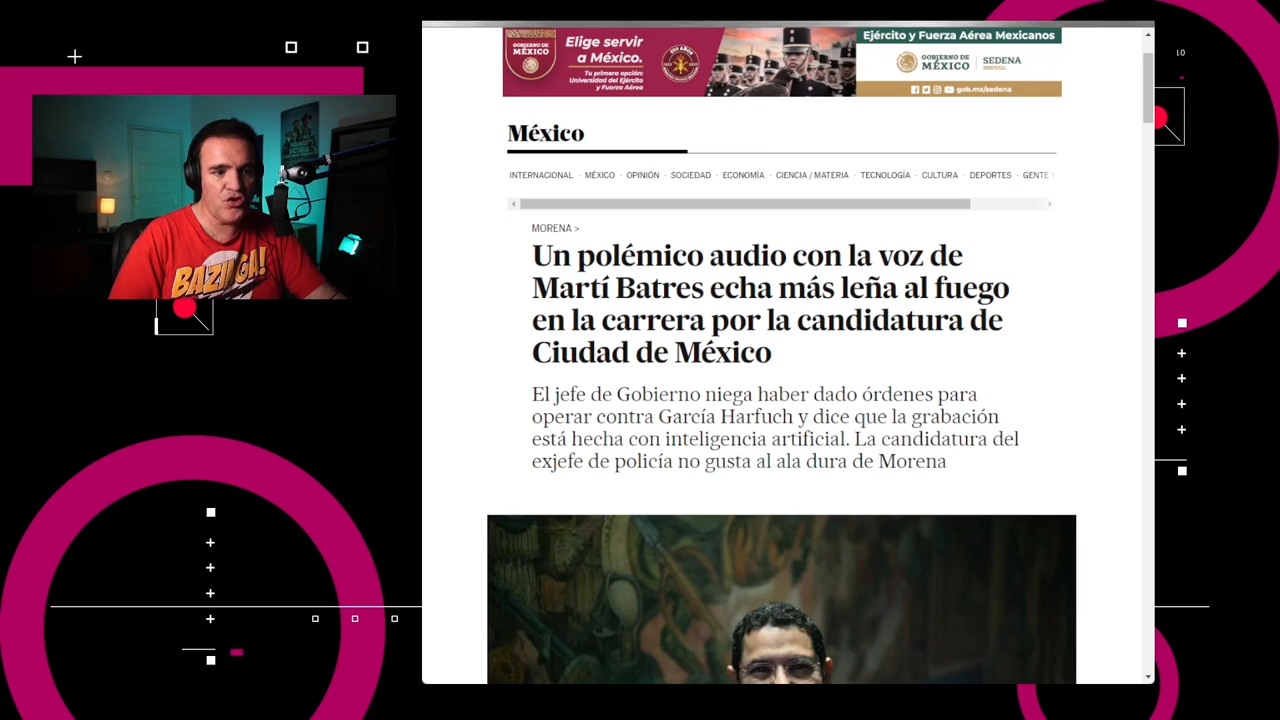 GOBIERNO DE
MÉXICO
Elige servir
a México.
Tu primera opción:
Universidad del Ejército
y Fuerza Aérea
Ejército y Fuerza Aérea Mexicanos
GOBIERNO DE
MÉXICO
SEDENA
gob.mx/sedena
México
INTERNACIONAL · MÉXICO · OPINIÓN · SOCIEDAD · ECONOMÍA · CIENCIA / MATERIA · TECNOLOGÍA · CULTURA · DEPORTES · GENTE
MORENA >
Un polémico audio con la voz de
Martí Batres echa más leña al fuego
en la carrera por la candidatura de
Ciudad de México
El jefe de Gobierno niega haber dado órdenes para
operar contra García Harfuch y dice que la grabación
está hecha con inteligencia artificial. La candidatura del
exjefe de policía no gusta al ala dura de Morena
BAZINGA!